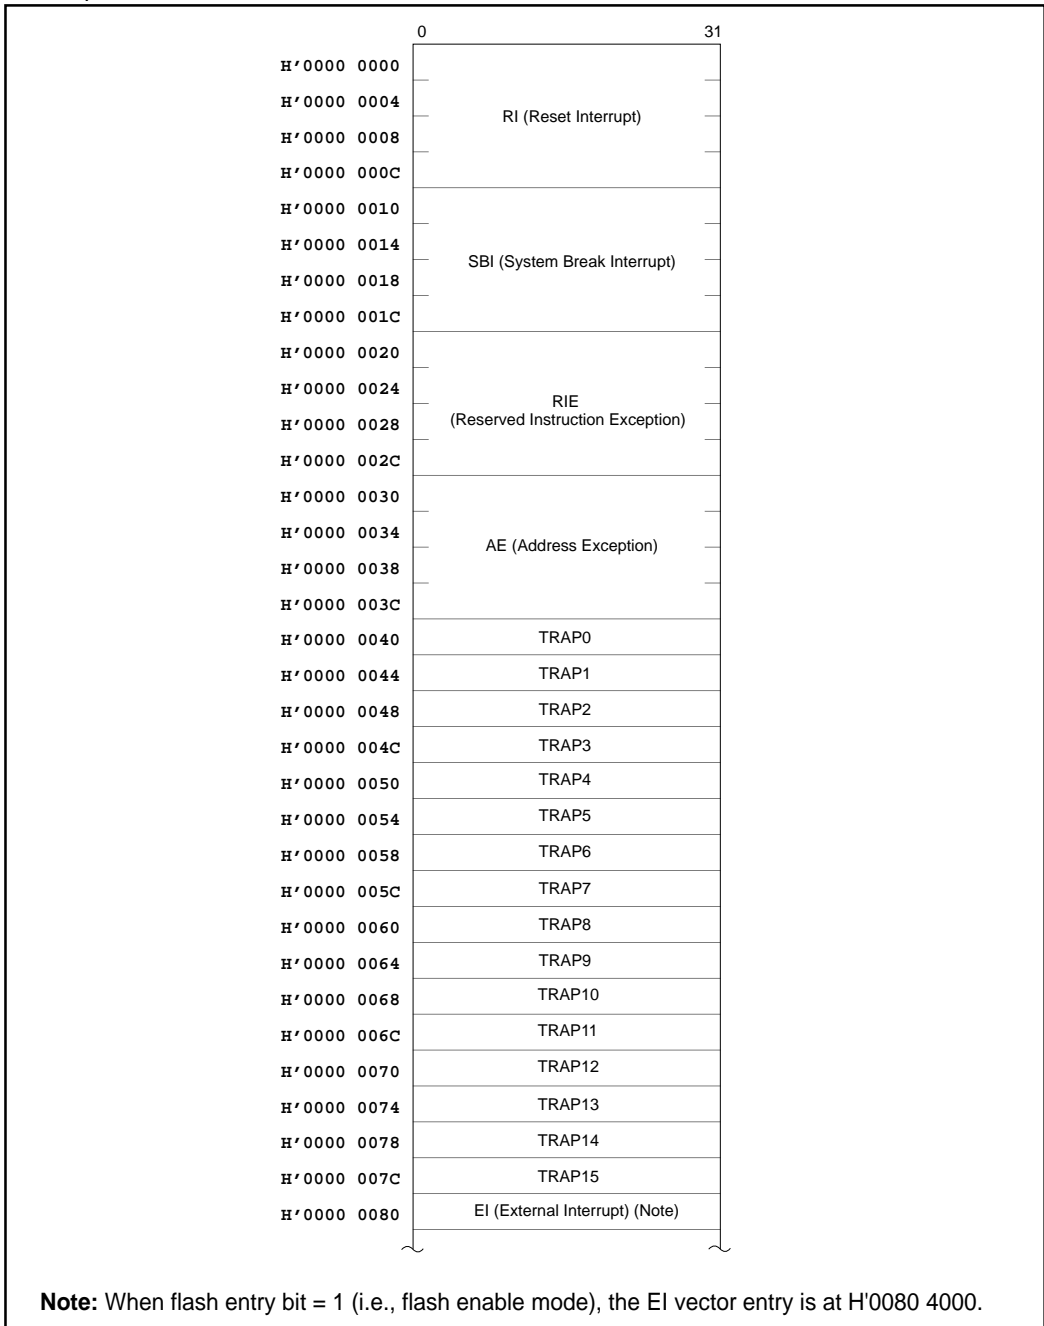 0 31
H'0000 0000
H'0000 0004
RI (Reset Interrupt)
H'0000 0008
H'0000 000C
H'0000 0010
H'0000 0014
SBI (System Break Interrupt)
H'0000 0018
H'0000 001C
H'0000 0020
H'0000 0024
RIE
(Reserved Instruction Exception)
H'0000 0028
H'0000 002C
H'0000 0030
H'0000 0034
AE (Address Exception)
H'0000 0038
H'0000 003C
H'0000 0040 TRAP0
H'0000 0044 TRAP1
H'0000 0048 TRAP2
H'0000 004C TRAP3
H'0000 0050 TRAP4
H'0000 0054 TRAP5
H'0000 0058 TRAP6
H'0000 005C TRAP7
H'0000 0060 TRAP8
H'0000 0064 TRAP9
H'0000 0068 TRAP10
H'0000 006C TRAP11
H'0000 0070 TRAP12
H'0000 0074 TRAP13
H'0000 0078 TRAP14
H'0000 007C TRAP15
H'0000 0080 EI (External Interrupt) (Note)
Note: When flash entry bit = 1 (i.e., flash enable mode), the EI vector entry is at H'0080 4000.